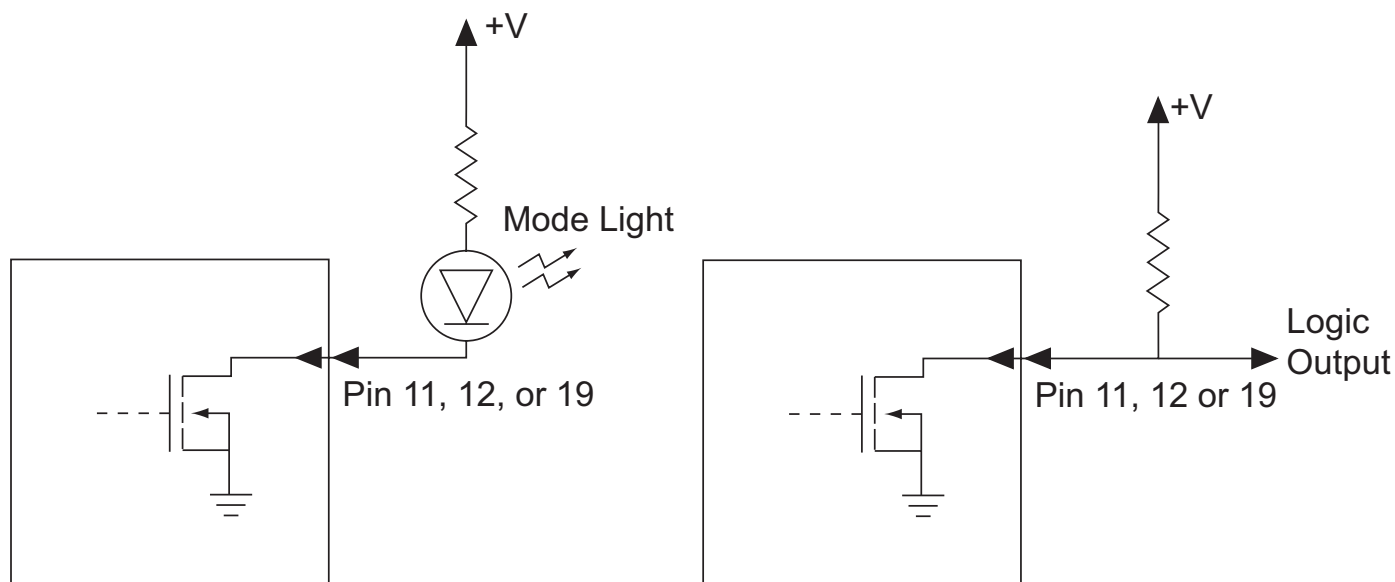 +V
Mode Light
Pin 11, 12, or 19
+V
Logic
Output
Pin 11, 12 or 19